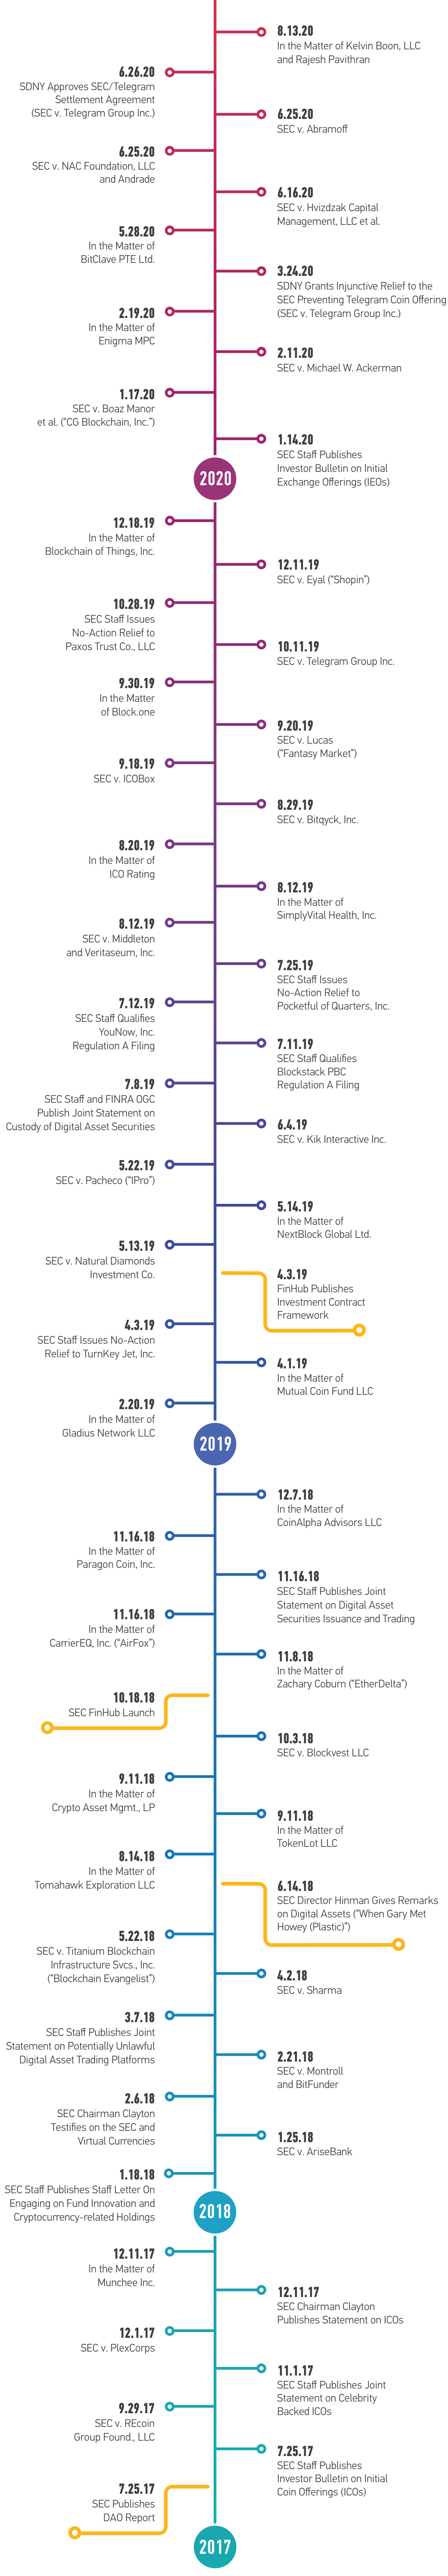 8.13.20
In the Matter of Kelvin Boon, LLC
and Rajesh Pavithran
6.26.20
SDNY Approves SEC/Telegram
Settlement Agreement
(SEC v. Telegram Group Inc.)
6.25.20
SEC v. Abramoff
6.25.20
SEC v. NAC Foundation, LLC
and Andrade
6.16.20
SEC v. Hvizdzak Capital
Management, LLC et al.
5.28.20
In the Matter of
BitClave PTE Ltd.
3.24.20
SDNY Grants Injunctive Relief to the
SEC Preventing Telegram Coin Offering
(SEC v. Telegram Group Inc.)
2.19.20
In the Matter of
Enigma MPC
2.11.20
SEC v. Michael W. Ackerman
1.17.20
SEC v. Boaz Manor
et al. (“CG Blockchain, Inc.”)
1.14.20
SEC Staff Publishes
Investor Bulletin on Initial
Exchange Offerings (IEOs)
2020
12.18.19
In the Matter of
Blockchain of Things, Inc.
12.11.19
SEC v. Eyal (“Shopin”)
10.28.19
SEC Staff Issues
No-Action Relief to
Paxos Trust Co., LLC
10.11.19
SEC v. Telegram Group Inc.
9.30.19
In the Matter
of Block.one
9.20.19
SEC v. Lucas
(“Fantasy Market”)
9.18.19
SEC v. ICOBox
8.29.19
SEC v. Bitqyck, Inc.
8.20.19
In the Matter of
ICO Rating
8.12.19
In the Matter of
SimplyVital Health, Inc.
8.12.19
SEC v. Middleton
and Veritaseum, Inc.
7.25.19
SEC Staff Issues
No-Action Relief to
Pocketful of Quarters, Inc.
7.12.19
SEC Staff Qualifies
YouNow, Inc.
Regulation A Filing
7.11.19
SEC Staff Qualifies
Blockstack PBC
Regulation A Filing
7.8.19
SEC Staff and FINRA OGC
Publish Joint Statement on
Custody of Digital Asset Securities
6.4.19
SEC v. Kik Interactive Inc.
5.22.19
SEC v. Pacheco (“IPro”)
5.14.19
In the Matter of
NextBlock Global Ltd.
5.13.19
SEC v. Natural Diamonds
Investment Co.
4.3.19
FinHub Publishes
Investment Contract
Framework
4.3.19
SEC Staff Issues No-Action
Relief to TurnKey Jet, Inc.
4.1.19
In the Matter of
Mutual Coin Fund LLC
2.20.19
In the Matter of
Gladius Network LLC
2019
12.7.18
In the Matter of
CoinAlpha Advisors LLC
11.16.18
In the Matter of
Paragon Coin, Inc.
11.16.18
SEC Staff Publishes Joint
Statement on Digital Asset
Securities Issuance and Trading
11.16.18
In the Matter of
CarrierEQ, Inc. (“AirFox”)
11.8.18
In the Matter of
Zachary Coburn (“EtherDelta”)
10.18.18
SEC FinHub Launch
10.3.18
SEC v. Blockvest LLC
9.11.18
In the Matter of
Crypto Asset Mgmt., LP
9.11.18
In the Matter of
TokenLot LLC
8.14.18
In the Matter of
Tomahawk Exploration LLC
6.14.18
SEC Director Hinman Gives Remarks
on Digital Assets (“When Gary Met
Howey (Plastic)”)
5.22.18
SEC v. Titanium Blockchain
Infrastructure Svcs., Inc.
(“Blockchain Evangelist”)
4.2.18
SEC v. Sharma
3.7.18
SEC Staff Publishes Joint
Statement on Potentially Unlawful
Digital Asset Trading Platforms
2.21.18
SEC v. Montroll
and BitFunder
2.6.18
SEC Chairman Clayton
Testifies on the SEC and
Virtual Currencies
1.25.18
SEC v. AriseBank
1.18.18
SEC Staff Publishes Staff Letter On
Engaging on Fund Innovation and
Cryptocurrency-related Holdings
2018
12.11.17
In the Matter of
Munchee Inc.
12.11.17
SEC Chairman Clayton
Publishes Statement on ICOs
12.1.17
SEC v. PlexCorps
11.1.17
SEC Staff Publishes Joint
Statement on Celebrity
Backed ICOs
9.29.17
SEC v. REcoin
Group Found., LLC
7.25.17
SEC Staff Publishes
Investor Bulletin on Initial
Coin Offerings (ICOs)
7.25.17
SEC Publishes
DAO Report
2017